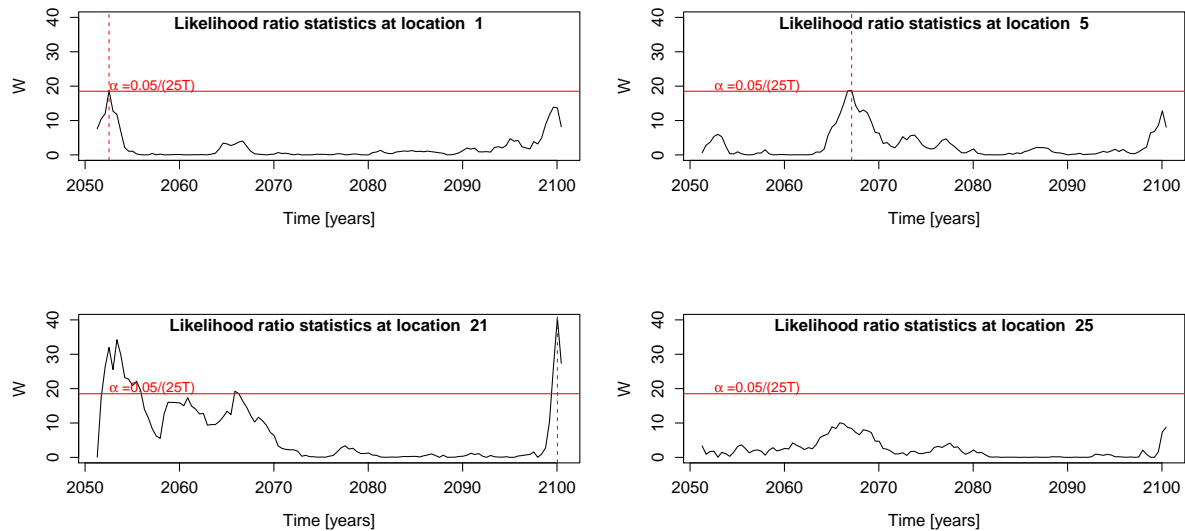 Likelihood ratio statistics at location 1
W
0 10 20 30 40
α =0.05/(25T)
2050 2060 2070 2080 2090 2100
Time [years]
Likelihood ratio statistics at location 5
W
0 10 20 30 40
α =0.05/(25T)
2050 2060 2070 2080 2090 2100
Time [years]
Likelihood ratio statistics at location 21
W
0 10 20 30 40
α =0.05/(25T)
2050 2060 2070 2080 2090 2100
Time [years]
Likelihood ratio statistics at location 25
W
0 10 20 30 40
α =0.05/(25T)
2050 2060 2070 2080 2090 2100
Time [years]